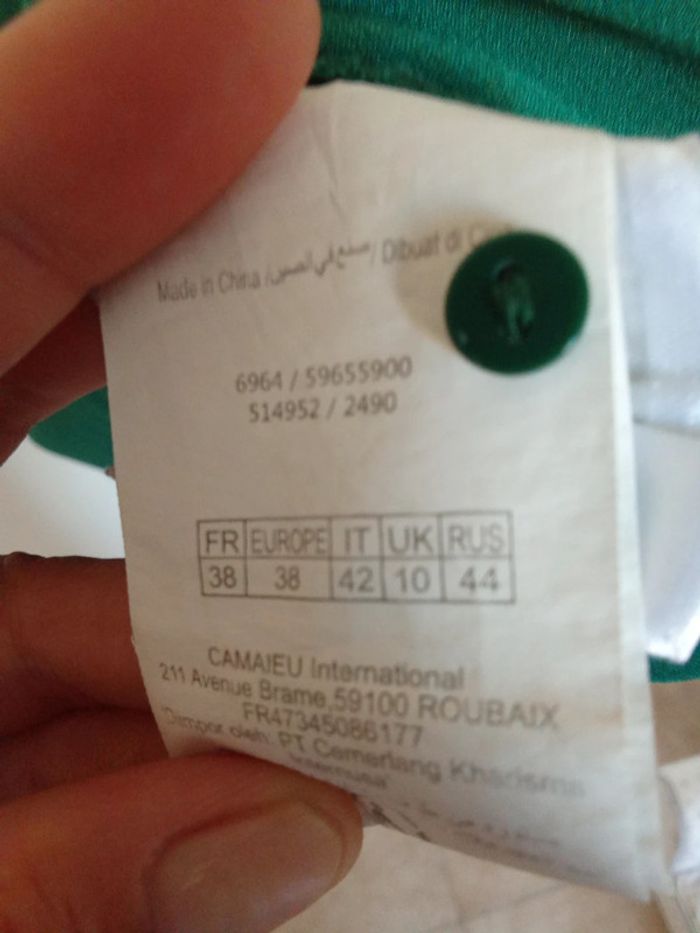 Made in China / صنع في الصين / Dibuat di
6964 / 59655900
514952 / 2490
FR EUROPE IT UK RUS
38 38 42 10 44
CAMAIEU International
211 Avenue Brame,59100 ROUBAIX
FR47345086177
Diimpor oleh: PT Cemerlang Kharisma
Internusa